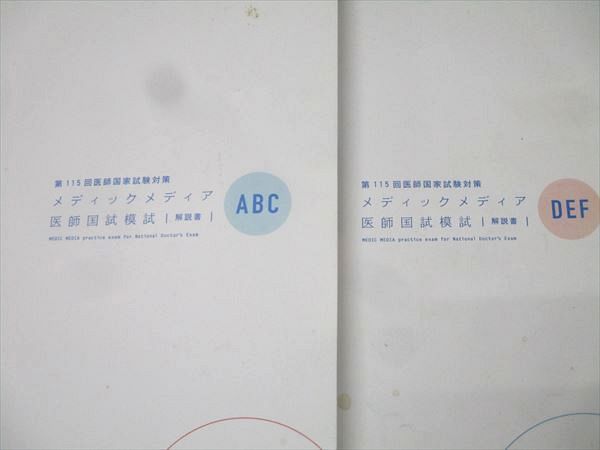 第115回医師国家試験対策
メディックメディア
医師国試模試｜解説書｜
MEDIC MEDIA practice exam for National Doctor's Exam
ABC
第115回医師国家試験対策
メディックメディア
医師国試模試｜解説書｜
MEDIC MEDIA practice exam for National Doctor's Exam
DEF